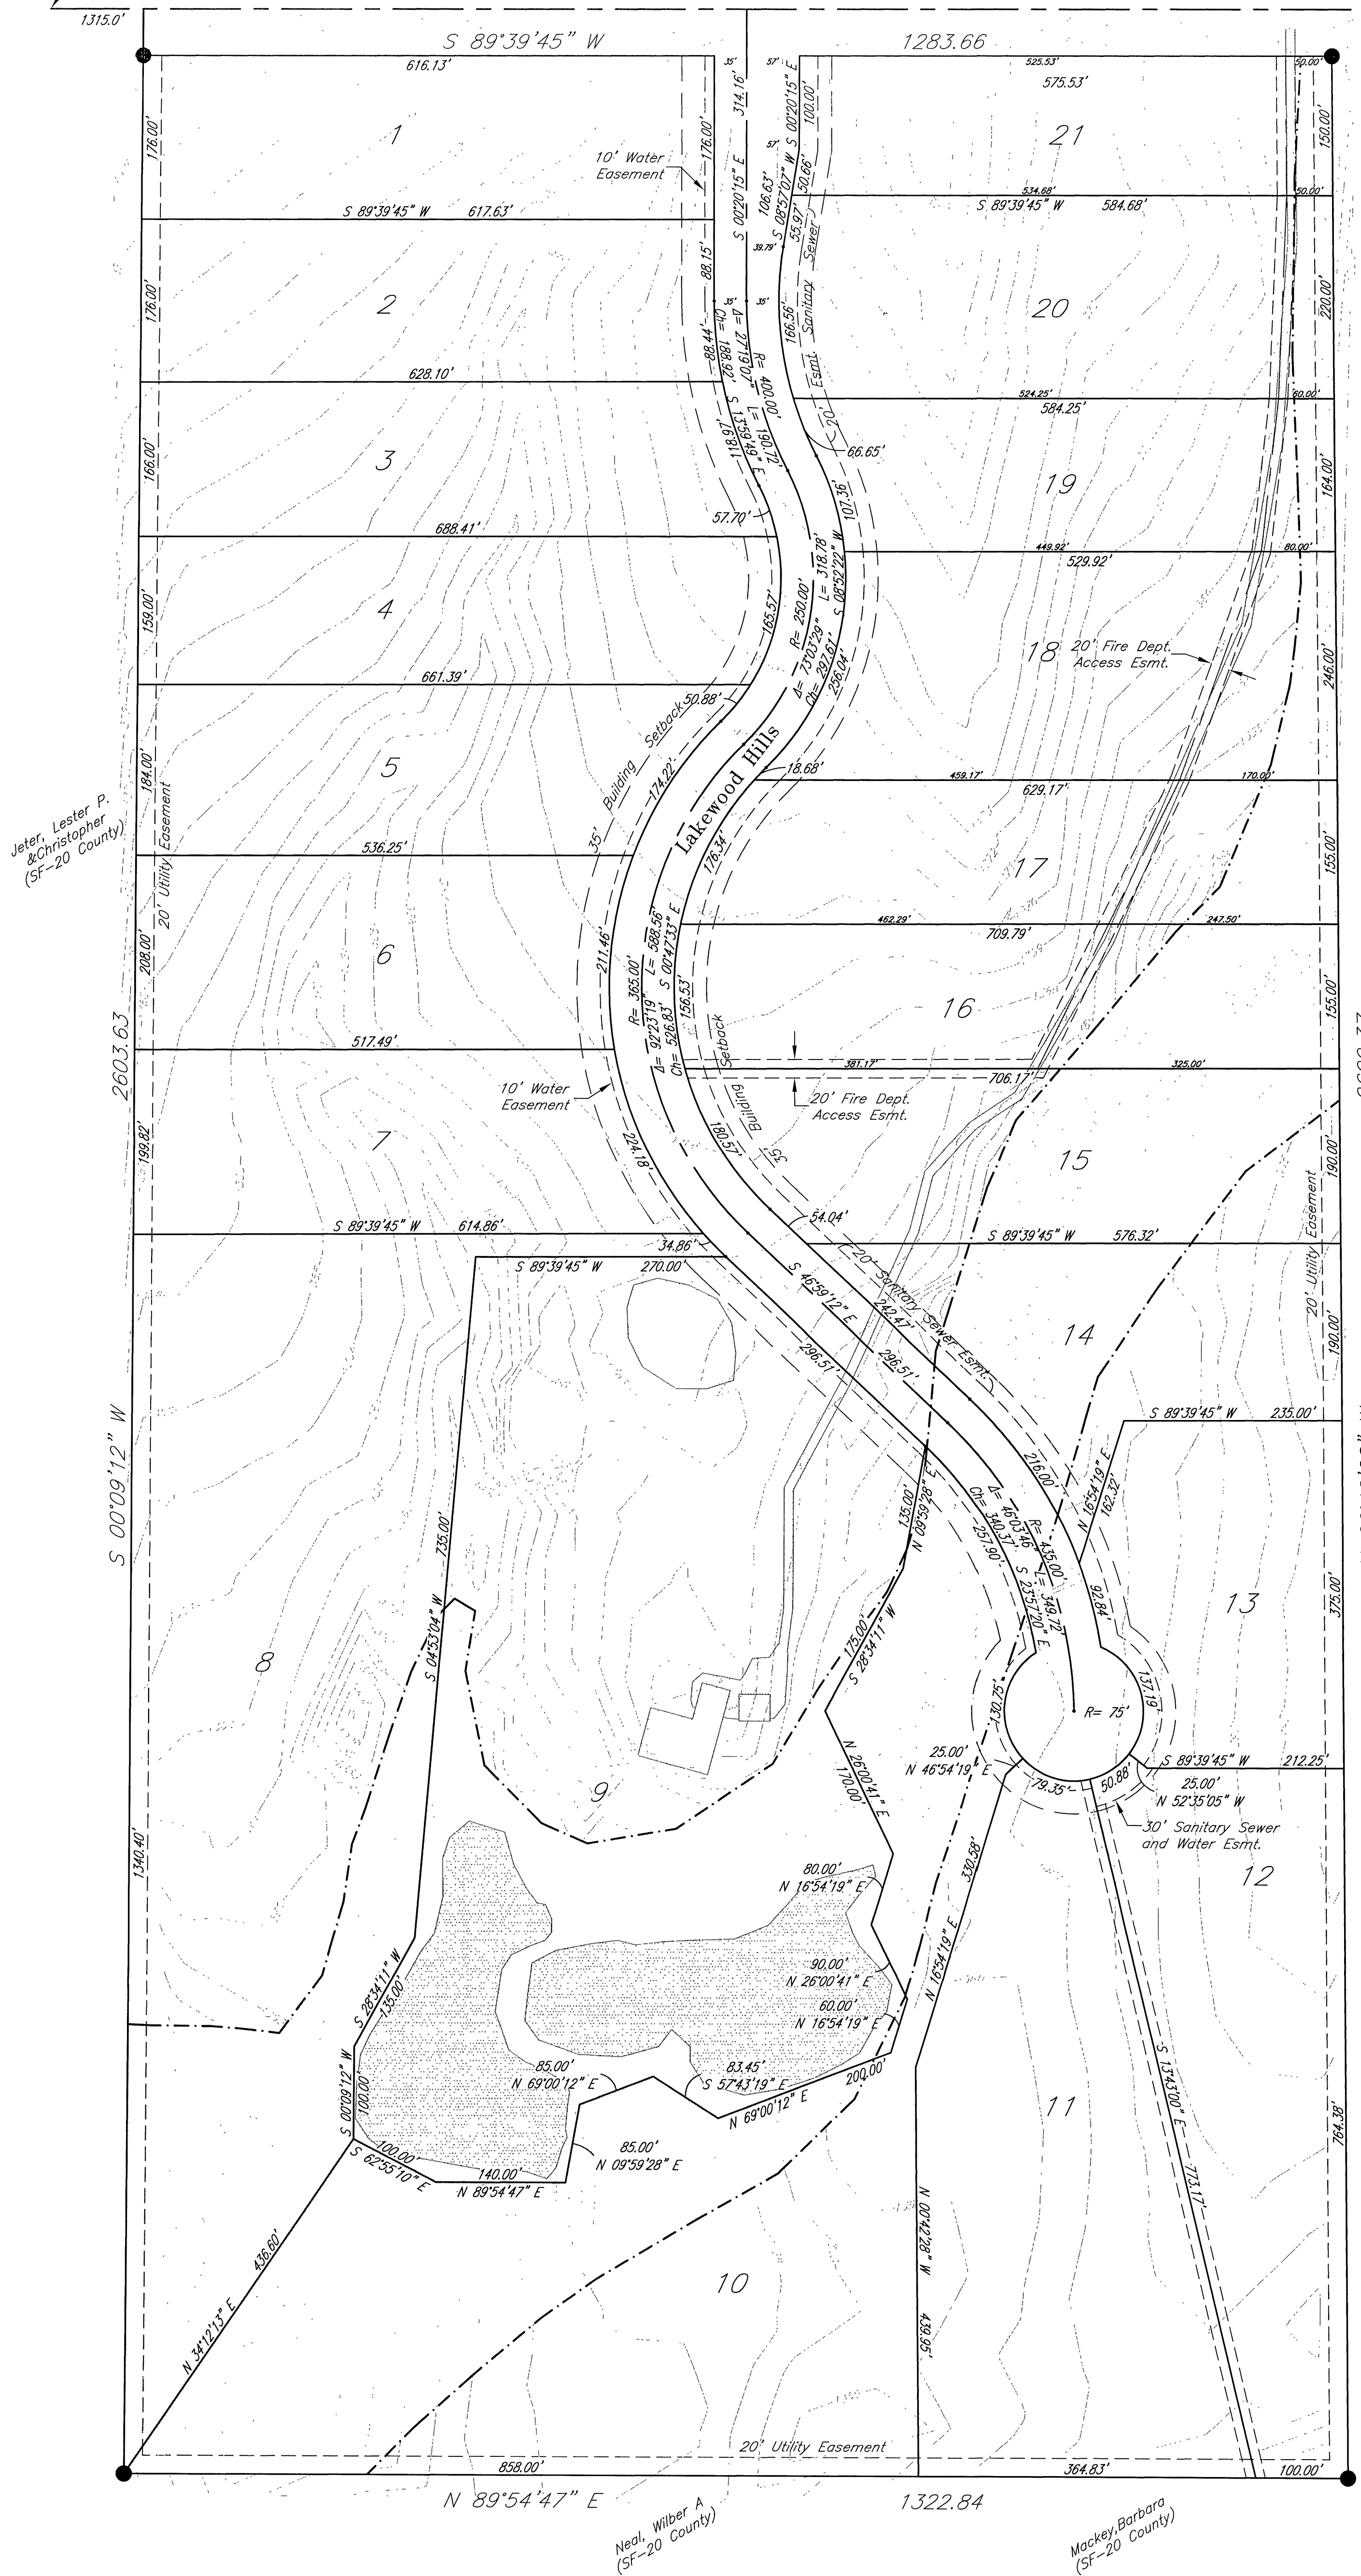 1315.0'
S 89°39'45" W
1283.66
616.13'
35'
57'
525.53'
50.00'
575.53'
176.00'
1
10' Water
Easement
176.00'
314.16'
S 00°20'15" E
S 00°20'15" E
100.00'
57'
21
150.00'
106.63'
S 08°57'07" W
50.66'
55.97'
534.68'
50.00'
S 89°39'45" W
617.63'
S 89°39'45" W
584.68'
88.15'
39.79'
2
176.00'
35'
35'
88.44'
166.56'
20' Esmt. Sanitary Sewer
20
220.00'
Δ= 27°19'07"
Ch= 188.92'
S 13°59'49" E
R= 400.00'
L= 190.72'
628.10'
524.25'
584.25'
60.00'
118.97'
66.65'
3
166.00'
19
164.00'
57.70'
107.36'
688.41'
449.92'
529.92'
80.00'
4
159.00'
165.57'
R= 250.00'
L= 318.78'
Δ= 73°03'29"
Ch= 297.61'
S 08°52'22" W
256.04'
18
20' Fire Dept.
Access Esmt.
246.00'
661.39'
50.88'
35' Building Setback
174.22'
Lakewood Hills
18.68'
5
184.00'
20' Utility Easement
459.17'
629.17'
170.00'
Jeter, Lester P.
&Christopher
(SF-20 County)
536.25'
176.34'
17
155.00'
462.29'
709.79'
247.50'
6
208.00'
211.46'
R= 365.00'
L= 588.56'
Δ= 92°23'19"
Ch= 526.83'
S 00°47'33" E
156.53'
16
155.00'
2603.63
517.49'
10' Water
Easement
381.17'
706.17'
325.00'
20' Fire Dept.
Access Esmt.
35' Building Setback
7
199.82'
224.18'
180.57'
15
190.00'
20' Utility Easement
S 89°39'45" W
614.86'
54.04'
S 89°39'45" W
576.32'
34.86'
S 89°39'45" W
270.00'
S 46°59'12" E
296.51'
296.51'
20' Sanitary Sewer Esmt.
242.47'
14
190.00'
S 00°09'12" W
S 89°39'45" W
235.00'
216.00'
N 16°54'19" E
162.32'
735.00'
S 04°53'04" W
135.00'
N 09°59'28" E
Δ= 46°03'46"
Ch= 340.37'
R= 435.00'
L= 349.72'
S 23°57'20" E
257.90'
92.84'
13
375.00'
8
175.00'
S 28°34'11" W
130.75'
R= 75'
137.19'
N 26°00'41" E
170.00'
25.00'
N 46°54'19" E
79.35'
50.88'
S 89°39'45" W
212.25'
25.00'
N 52°35'05" W
30' Sanitary Sewer
and Water Esmt.
9
1340.40'
330.58'
N 16°54'19" E
12
80.00'
N 16°54'19" E
S 28°34'11" W
135.00'
90.00'
N 26°00'41" E
60.00'
N 16°54'19" E
S 00°09'12" W
100.00'
85.00'
N 69°00'12" E
83.45'
S 57°43'19" E
200.00'
N 69°00'12" E
11
S 13°43'00" E
773.17'
764.38'
100.00'
S 62°55'10" E
140.00'
N 89°54'47" E
85.00'
N 09°59'28" E
N 34°12'13" E
436.60'
10
N 00°42'28" W
439.95'
20' Utility Easement
858.00'
364.83'
100.00'
N 89°54'47" E
1322.84
Neal, Wilber A
(SF-20 County)
Mackey,Barbara
(SF-20 County)